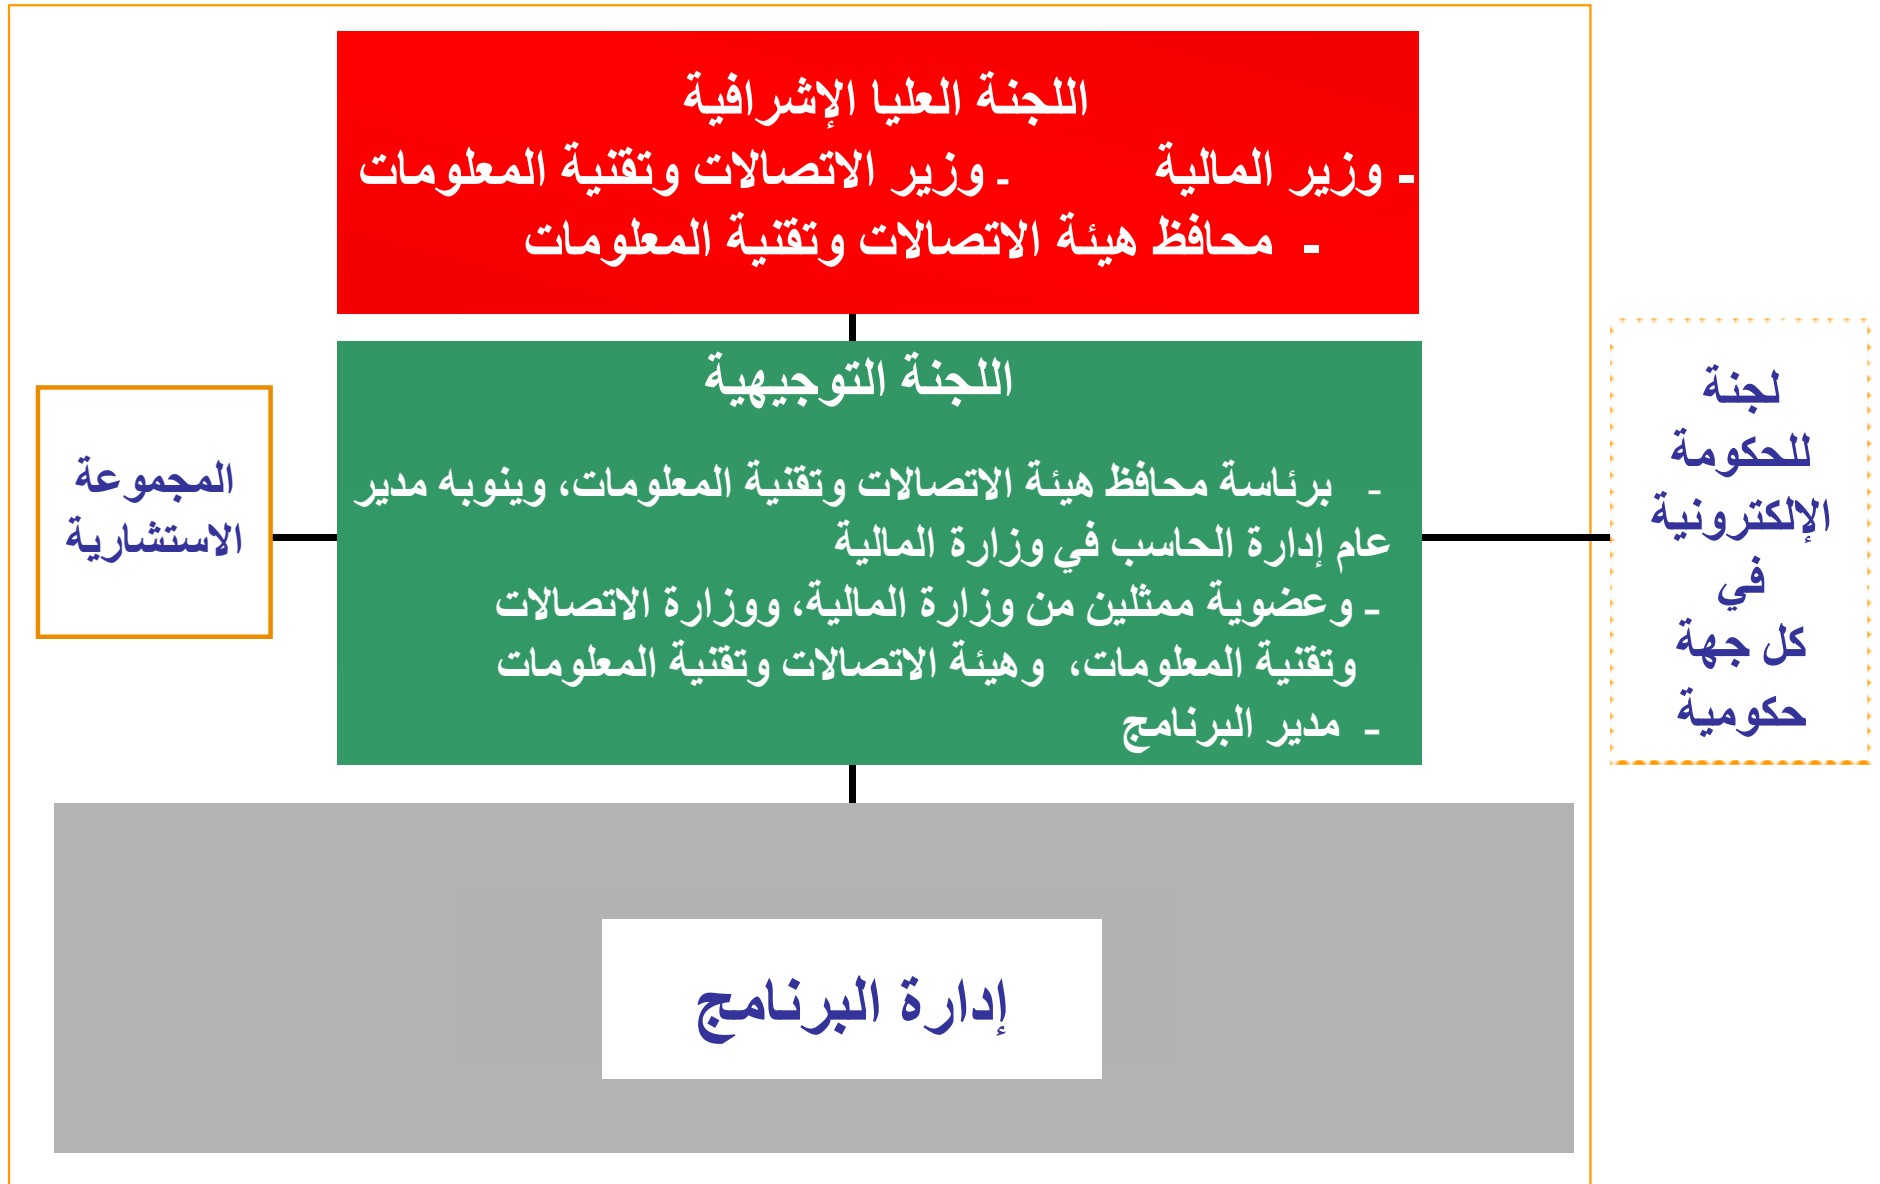 اللجنة العليا الإشرافية
- وزير المالية - وزير الاتصالات وتقنية المعلومات
- محافظ هيئة الاتصالات وتقنية المعلومات
اللجنة التوجيهية
- برئاسة محافظ هيئة الاتصالات وتقنية المعلومات، وينوبه مدير
عام إدارة الحاسب في وزارة المالية
- وعضوية ممثلين من وزارة المالية، ووزارة الاتصالات
وتقنية المعلومات، وهيئة الاتصالات وتقنية المعلومات
- مدير البرنامج
لجنة
للحكومة
الإلكترونية
في
كل جهة
حكومية
المجموعة
الاستشارية
إدارة البرنامج